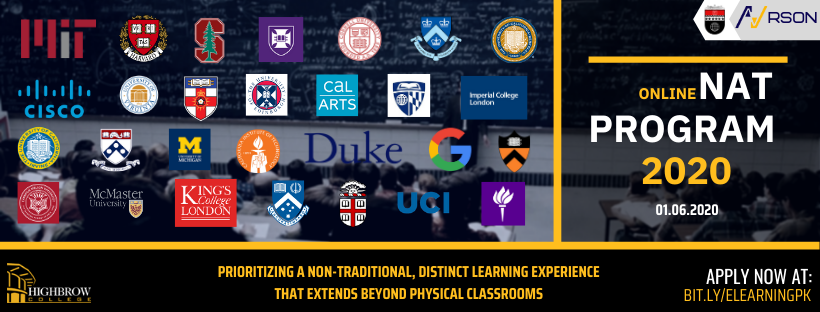 MIT
HARVARD
CISCO
CAL
ARTS
Imperial College
London
UNIVERSITY OF
MICHIGAN
Duke
McMaster
University
KING'S
College
LONDON
UCI
ARSON
ONLINE NAT
PROGRAM
2020
01.06.2020
HIGHBROW
COLLEGE
PRIORITIZING A NON-TRADITIONAL, DISTINCT LEARNING EXPERIENCE
THAT EXTENDS BEYOND PHYSICAL CLASSROOMS
APPLY NOW AT:
BIT.LY/ELEARNINGPK